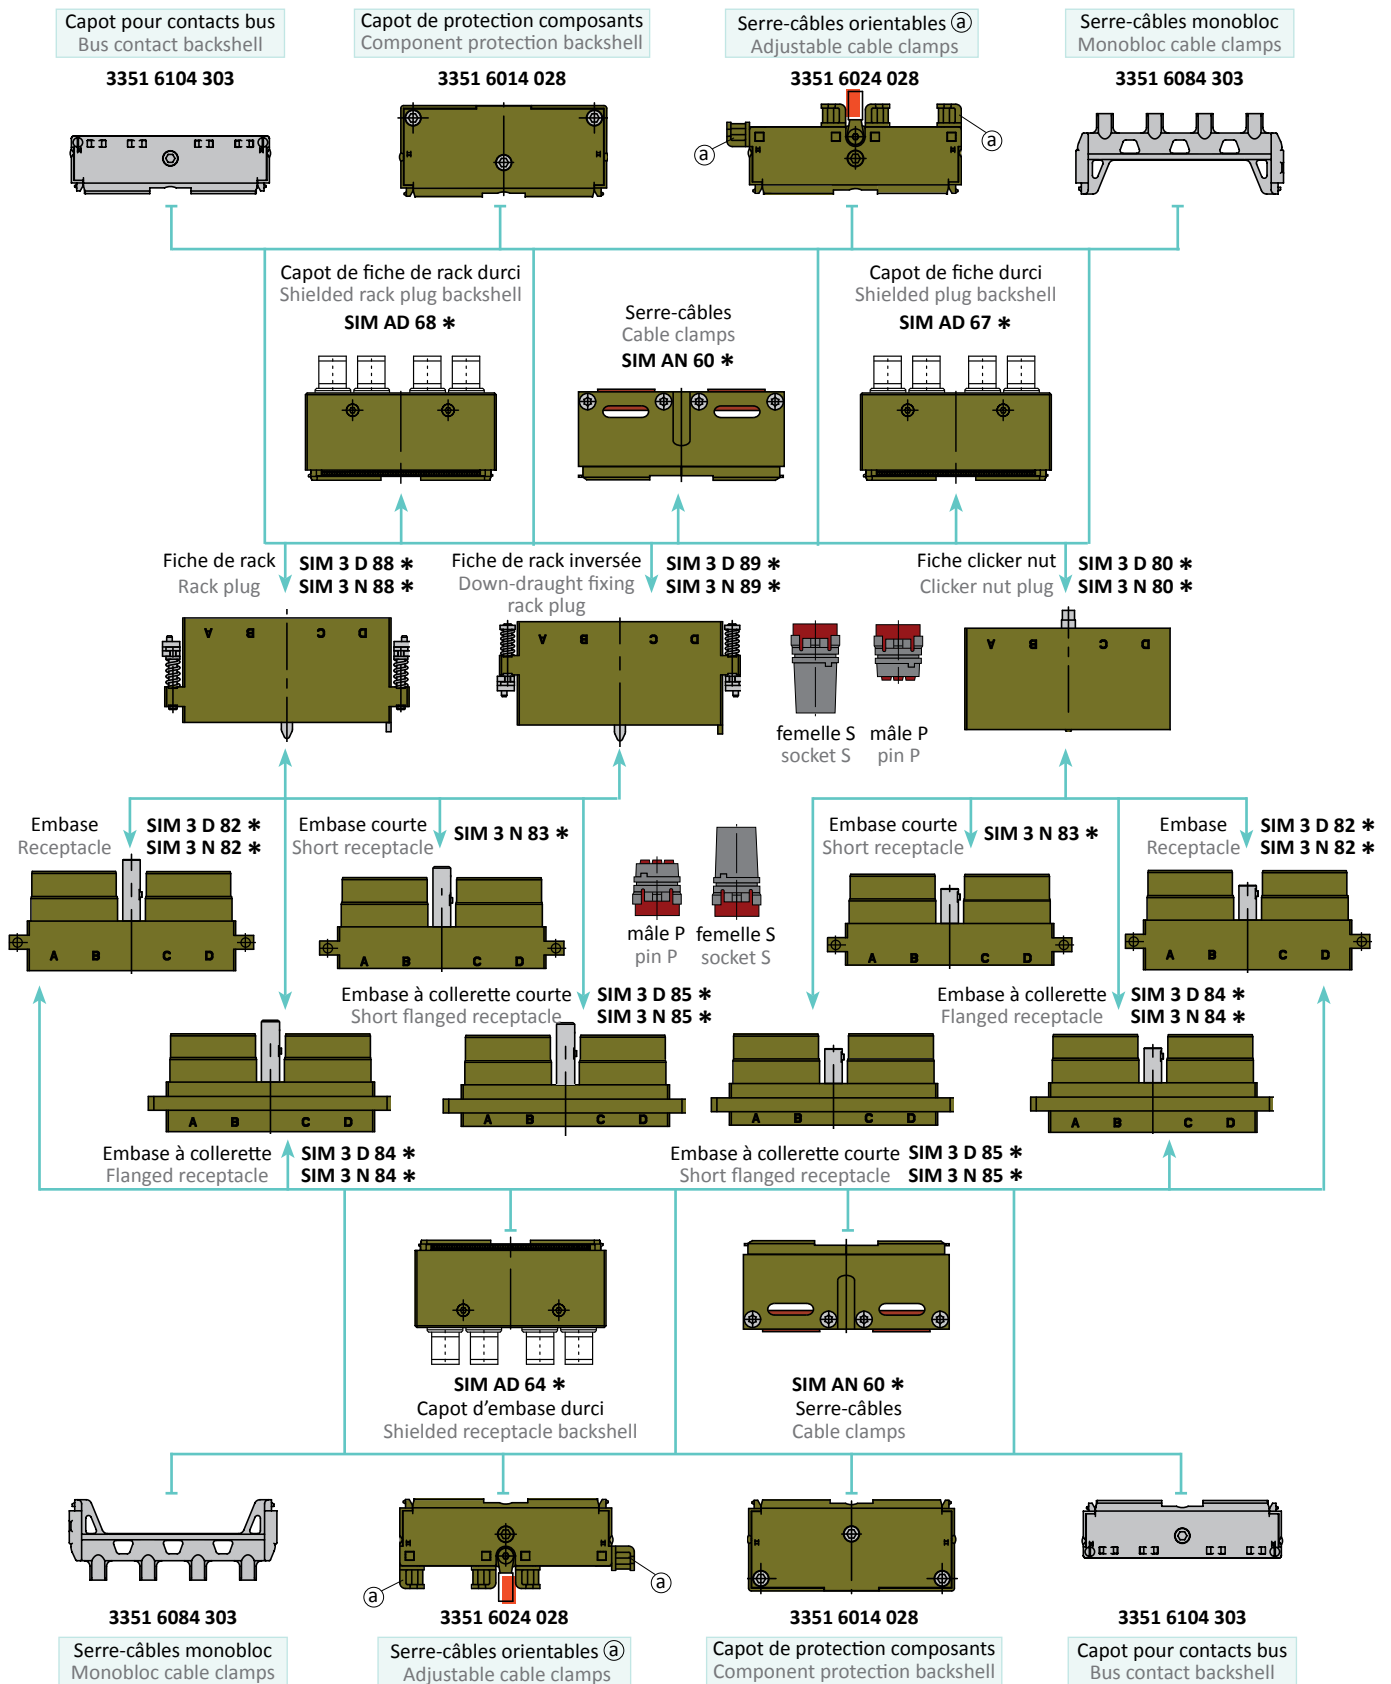 Capot pour contacts bus
Bus contact backshell
3351 6104 303
Capot de protection composants
Component protection backshell
3351 6014 028
Serre-câbles orientables ⓐ
Adjustable cable clamps
3351 6024 028
ⓐ
ⓐ
Serre-câbles monobloc
Monobloc cable clamps
3351 6084 303
Capot de fiche de rack durci
Shielded rack plug backshell
SIM AD 68 *
Serre-câbles
Cable clamps
SIM AN 60 *
Capot de fiche durci
Shielded plug backshell
SIM AD 67 *
Fiche de rack
Rack plug
SIM 3 D 88 *
SIM 3 N 88 *
A B C D
Fiche de rack inversée
Down-draught fixing
rack plug
SIM 3 D 89 *
SIM 3 N 89 *
A B C D
femelle S
socket S
mâle P
pin P
Fiche clicker nut
Clicker nut plug
SIM 3 D 80 *
SIM 3 N 80 *
A B C D
Embase
Receptacle
SIM 3 D 82 *
SIM 3 N 82 *
A B C D
Embase courte
Short receptacle
SIM 3 N 83 *
A B C D
mâle P
pin P
femelle S
socket S
Embase courte
Short receptacle
SIM 3 N 83 *
A B C D
Embase
Receptacle
SIM 3 D 82 *
SIM 3 N 82 *
A B C D
Embase à collerette courte
Short flanged receptacle
SIM 3 D 85 *
SIM 3 N 85 *
A B C D
Embase à collerette
Flanged receptacle
SIM 3 D 84 *
SIM 3 N 84 *
A B C D
A B C D
Embase à collerette
Flanged receptacle
SIM 3 D 84 *
SIM 3 N 84 *
A B C D
Embase à collerette courte
Short flanged receptacle
SIM 3 D 85 *
SIM 3 N 85 *
SIM AD 64 *
Capot d'embase durci
Shielded receptacle backshell
SIM AN 60 *
Serre-câbles
Cable clamps
3351 6084 303
Serre-câbles monobloc
Monobloc cable clamps
ⓐ
ⓐ
3351 6024 028
Serre-câbles orientables ⓐ
Adjustable cable clamps
3351 6014 028
Capot de protection composants
Component protection backshell
3351 6104 303
Capot pour contacts bus
Bus contact backshell